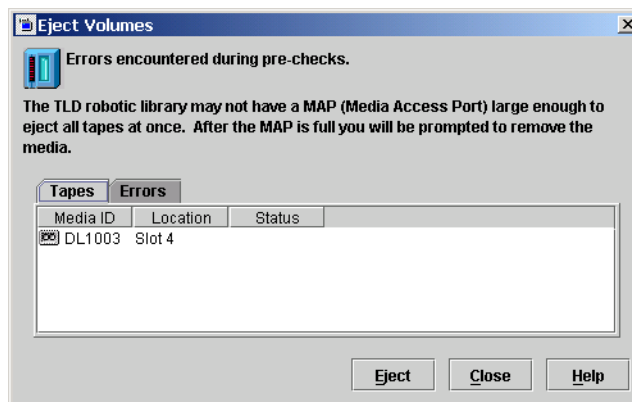 Eject Volumes
Errors encountered during pre-checks.
The TLD robotic library may not have a MAP (Media Access Port) large enough to
eject all tapes at once. After the MAP is full you will be prompted to remove the
media.
Tapes Errors
Media ID Location Status
DL1003 Slot 4
Eject Close Help